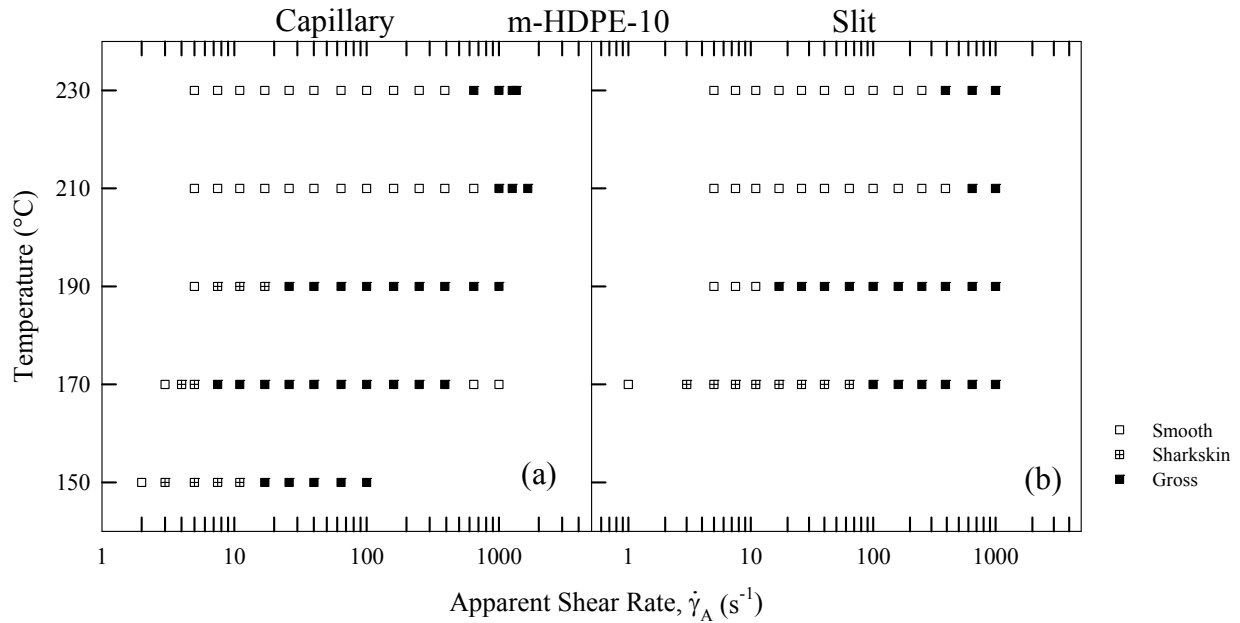 Capillary m-HDPE-10 Slit
230
210
190
170
150
Temperature (°C)
(a)
(b)
Smooth
Sharkskin
Gross
1 10 100 1000 1 10 100 1000
Apparent Shear Rate, γ̇_A (s⁻¹)